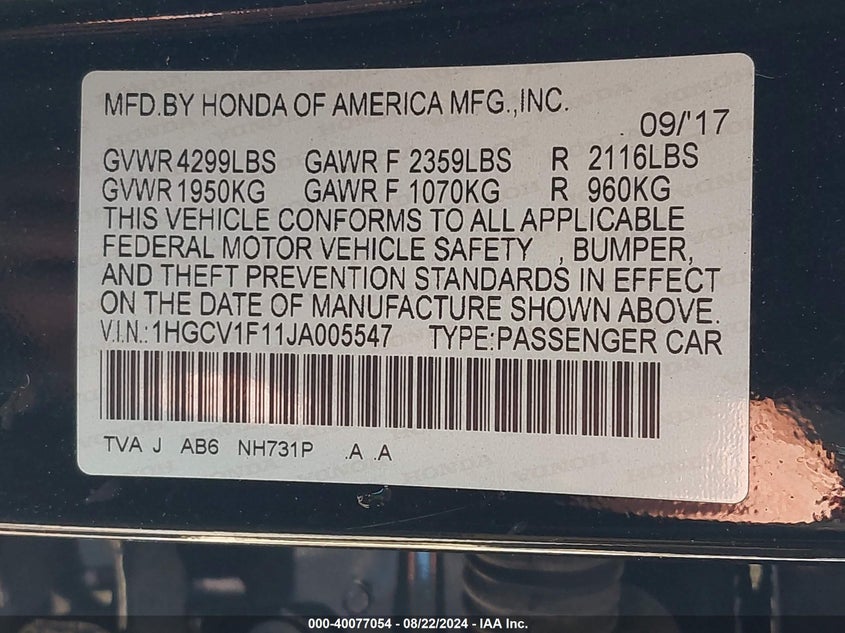 MFD.BY HONDA OF AMERICA MFG.,INC.
09/'17
GVWR 4299LBS GAWR F 2359LBS R 2116LBS
GVWR 1950KG GAWR F 1070KG R 960KG
THIS VEHICLE CONFORMS TO ALL APPLICABLE
FEDERAL MOTOR VEHICLE SAFETY , BUMPER,
AND THEFT PREVENTION STANDARDS IN EFFECT
ON THE DATE OF MANUFACTURE SHOWN ABOVE.
V.I.N.:1HGCV1F11JA005547 TYPE:PASSENGER CAR
TVA J AB6 NH731P .A .A
000-40077054 - 08/22/2024 - IAA Inc.